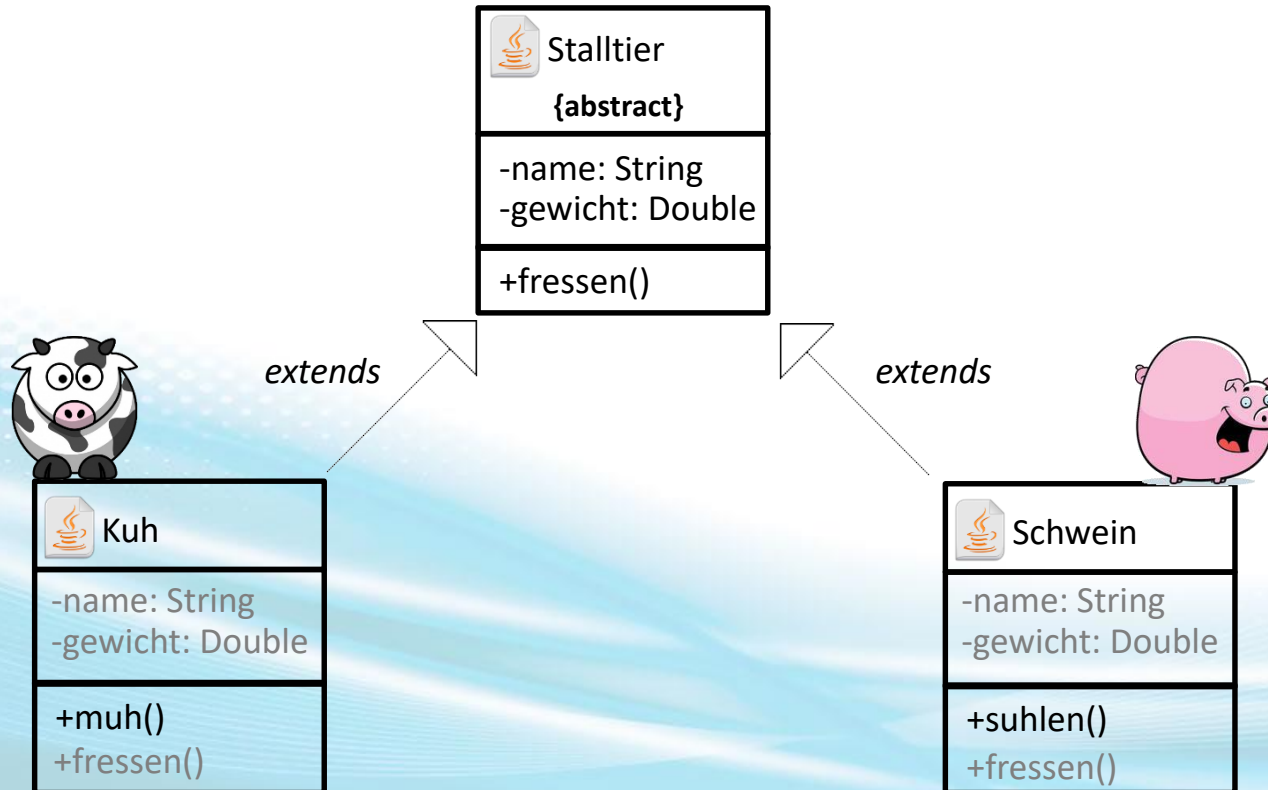 Stalltier
{abstract}
-name: String
-gewicht: Double
+fressen()
extends
extends
Kuh
-name: String
-gewicht: Double
+muh()
+fressen()
Schwein
-name: String
-gewicht: Double
+suhlen()
+fressen()